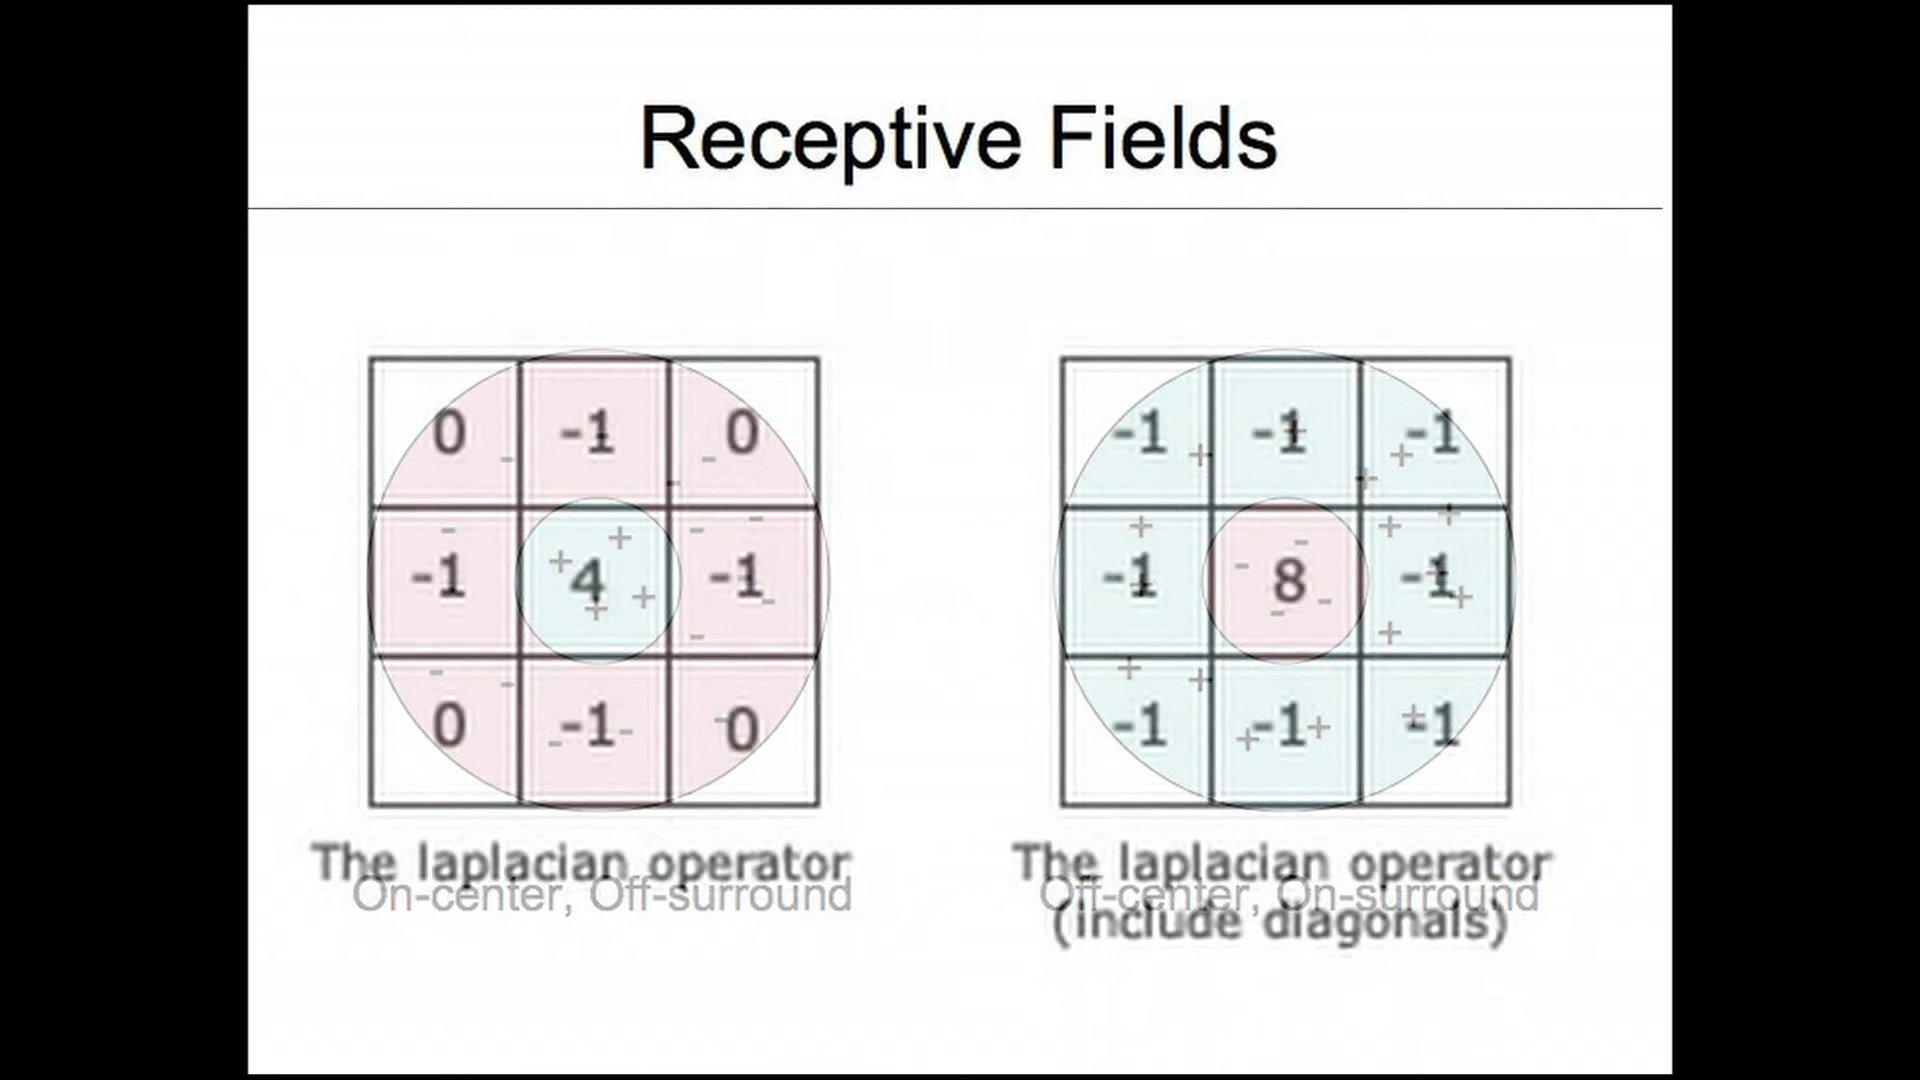 Receptive Fields
0 -1 0 -1 -1 -1
-1 4 -1 -1 8 -1
0 -1 0 -1 -1 -1
The laplacian operator The laplacian operator
On-center, Off-surround Off-center, On-surround
(include diagonals)